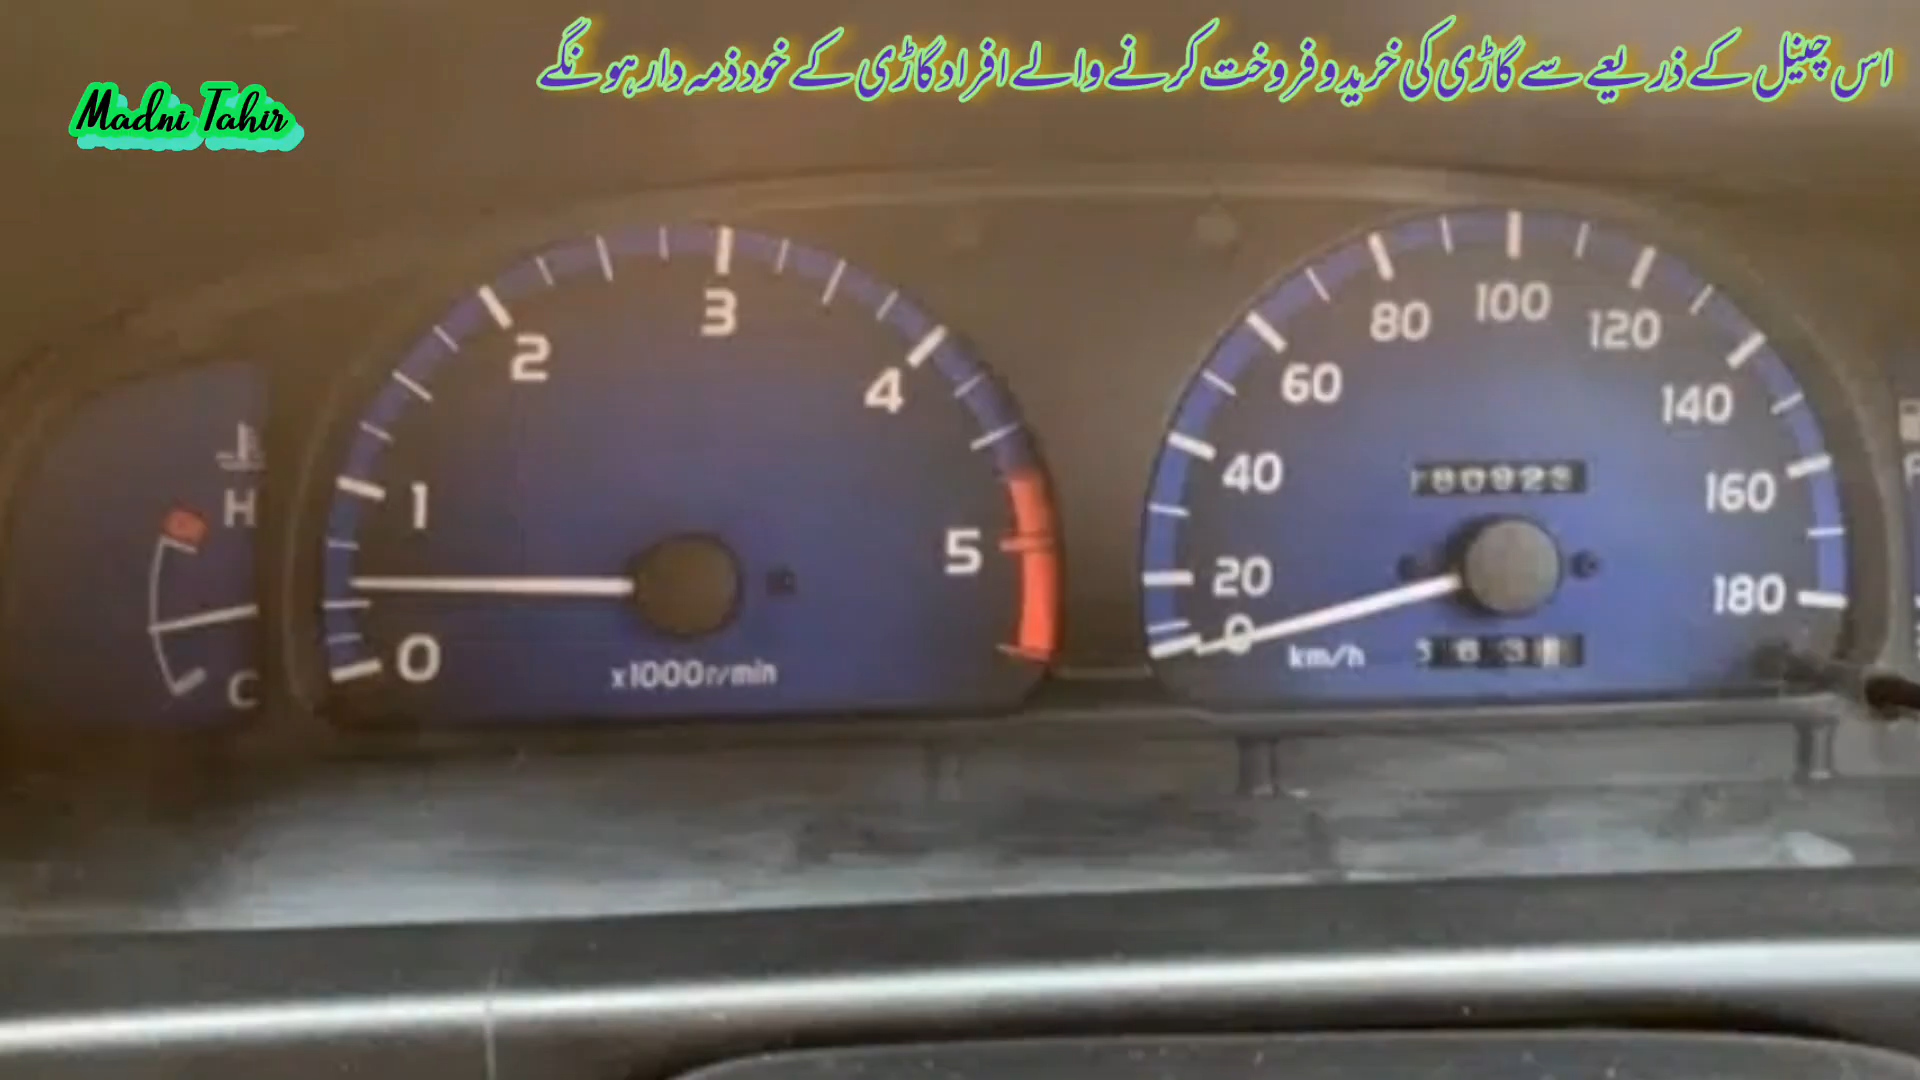 اس چینل کے ذریعے سے گاڑی کی خرید و فروخت کرنے والے افراد گاڑی کے خود ذمہ دار ہونگے
Madni Tahir
H
C
0
1
2
3
4
5
x1000r/min
0
20
40
60
80
100
120
140
160
180
km/h